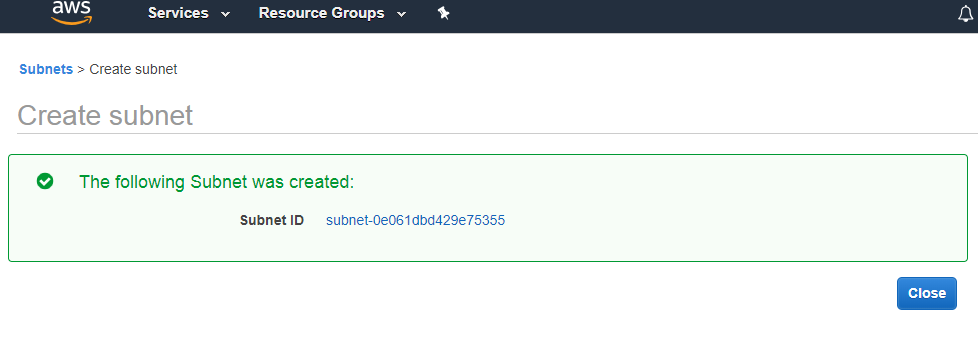 aws Services Resource Groups
Subnets > Create subnet
Create subnet
The following Subnet was created:
Subnet ID subnet-0e061dbd429e75355
Close